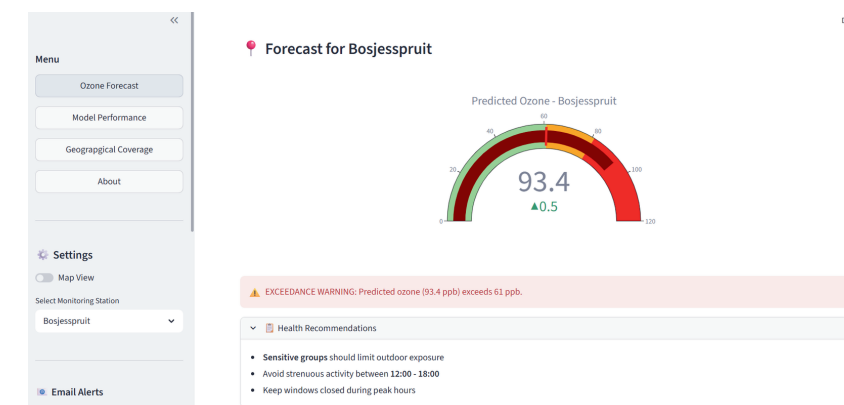 «
Menu
Ozone Forecast
Model Performance
Geograpgical Coverage
About
Settings
Map View
Select Monitoring Station
Bosjesspruit
Email Alerts
Forecast for Bosjesspruit
Predicted Ozone - Bosjesspruit
0
20
40
60
80
100
120
93.4
▲0.5
EXCEEDANCE WARNING: Predicted ozone (93.4 ppb) exceeds 61 ppb.
Health Recommendations
• Sensitive groups should limit outdoor exposure
• Avoid strenuous activity between 12:00 - 18:00
• Keep windows closed during peak hours